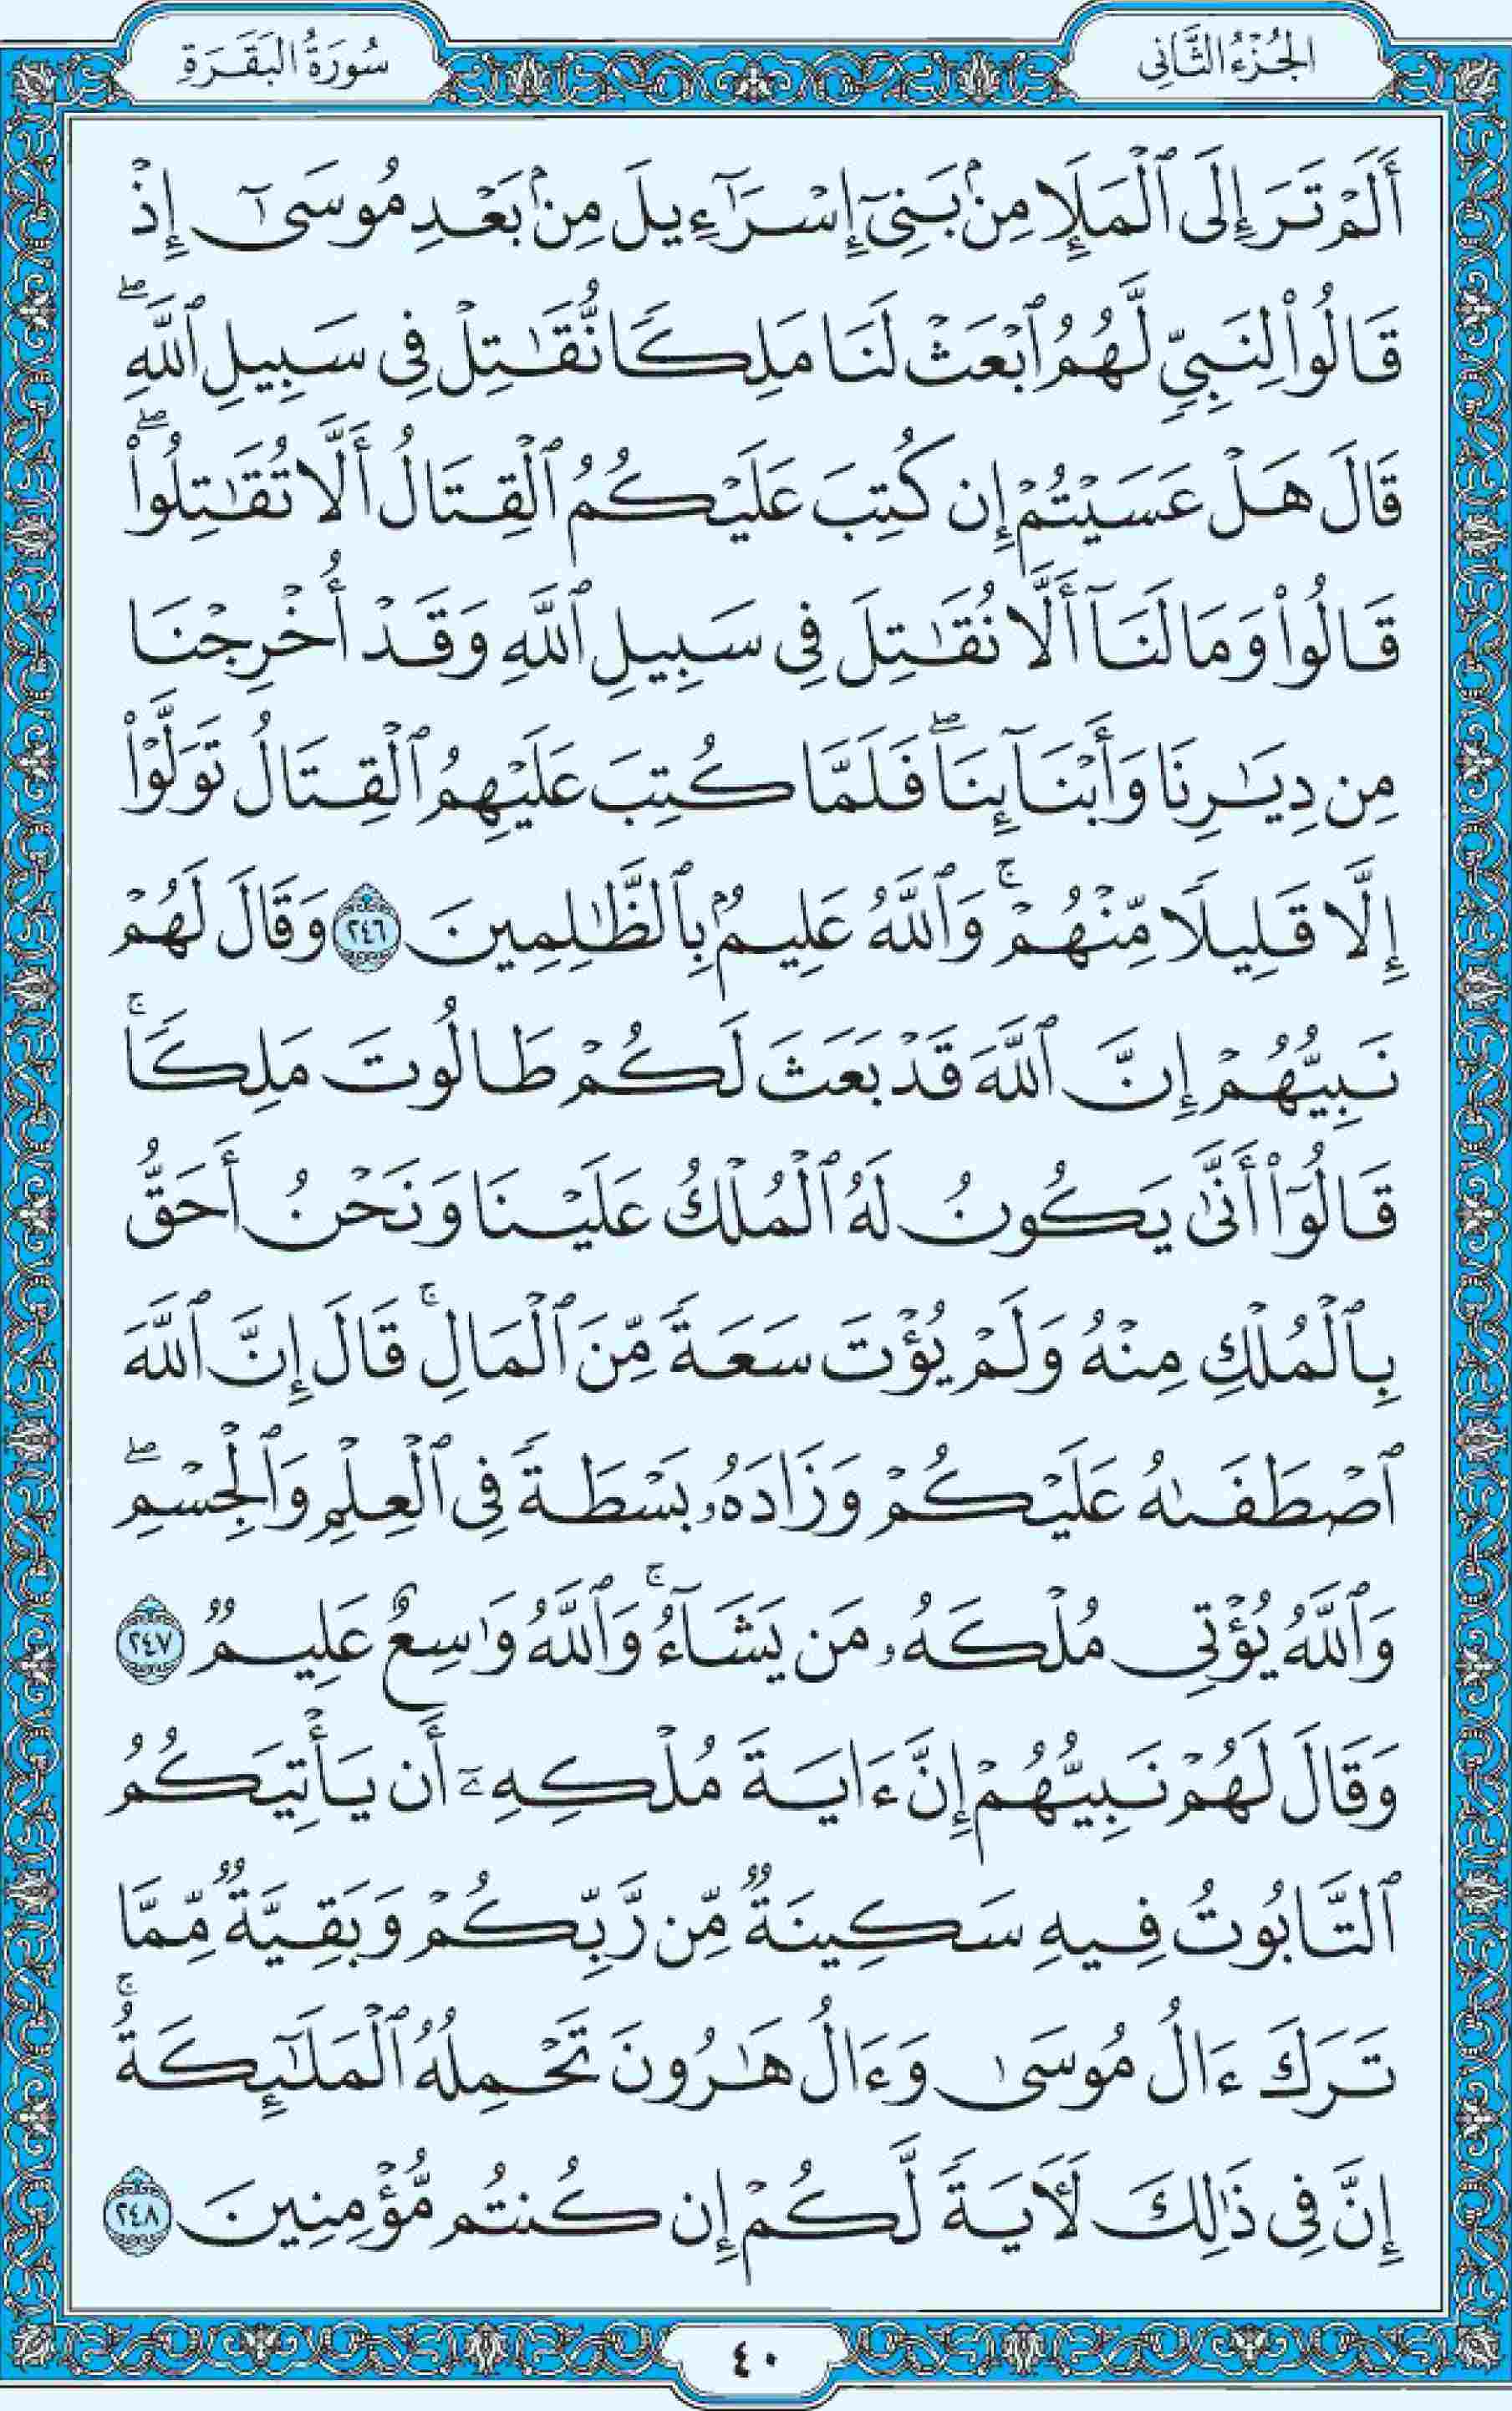 الجُزْءُ الثَّانِي
سُورَةُ البَقَرَةِ
أَلَمْ تَرَ إِلَى ٱلْمَلَإِ مِنۢ بَنِىٓ إِسْرَٰٓءِيلَ مِنۢ بَعْدِ مُوسَىٰٓ إِذْ
قَالُوا۟ لِنَبِىٍّ لَّهُمُ ٱبْعَثْ لَنَا مَلِكًا نُّقَٰتِلْ فِى سَبِيلِ ٱللَّهِ ۖ
قَالَ هَلْ عَسَيْتُمْ إِن كُتِبَ عَلَيْكُمُ ٱلْقِتَالُ أَلَّا تُقَٰتِلُوا۟ ۖ
قَالُوا۟ وَمَا لَنَآ أَلَّا نُقَٰتِلَ فِى سَبِيلِ ٱللَّهِ وَقَدْ أُخْرِجْنَا
مِن دِيَٰرِنَا وَأَبْنَآئِنَا ۖ فَلَمَّا كُتِبَ عَلَيْهِمُ ٱلْقِتَالُ تَوَلَّوْا۟
إِلَّا قَلِيلًا مِّنْهُمْ ۚ وَٱللَّهُ عَلِيمٌۢ بِٱلظَّٰلِمِينَ ٢٤٦ وَقَالَ لَهُمْ
نَبِيُّهُمْ إِنَّ ٱللَّهَ قَدْ بَعَثَ لَكُمْ طَالُوتَ مَلِكًا ۚ
قَالُوٓا۟ أَنَّىٰ يَكُونُ لَهُ ٱلْمُلْكُ عَلَيْنَا وَنَحْنُ أَحَقُّ
بِٱلْمُلْكِ مِنْهُ وَلَمْ يُؤْتَ سَعَةً مِّنَ ٱلْمَالِ ۚ قَالَ إِنَّ ٱللَّهَ
ٱصْطَفَىٰهُ عَلَيْكُمْ وَزَادَهُۥ بَسْطَةً فِى ٱلْعِلْمِ وَٱلْجِسْمِ ۖ
وَٱللَّهُ يُؤْتِى مُلْكَهُۥ مَن يَشَآءُ ۚ وَٱللَّهُ وَٰسِعٌ عَلِيمٌ ٢٤٧
وَقَالَ لَهُمْ نَبِيُّهُمْ إِنَّ ءَايَةَ مُلْكِهِۦٓ أَن يَأْتِيَكُمُ
ٱلتَّابُوتُ فِيهِ سَكِينَةٌ مِّن رَّبِّكُمْ وَبَقِيَّةٌ مِّمَّا
تَرَكَ ءَالُ مُوسَىٰ وَءَالُ هَٰرُونَ تَحْمِلُهُ ٱلْمَلَٰٓئِكَةُ ۚ
إِنَّ فِى ذَٰلِكَ لَءَايَةً لَّكُمْ إِن كُنتُم مُّؤْمِنِينَ ٢٤٨
٤٠